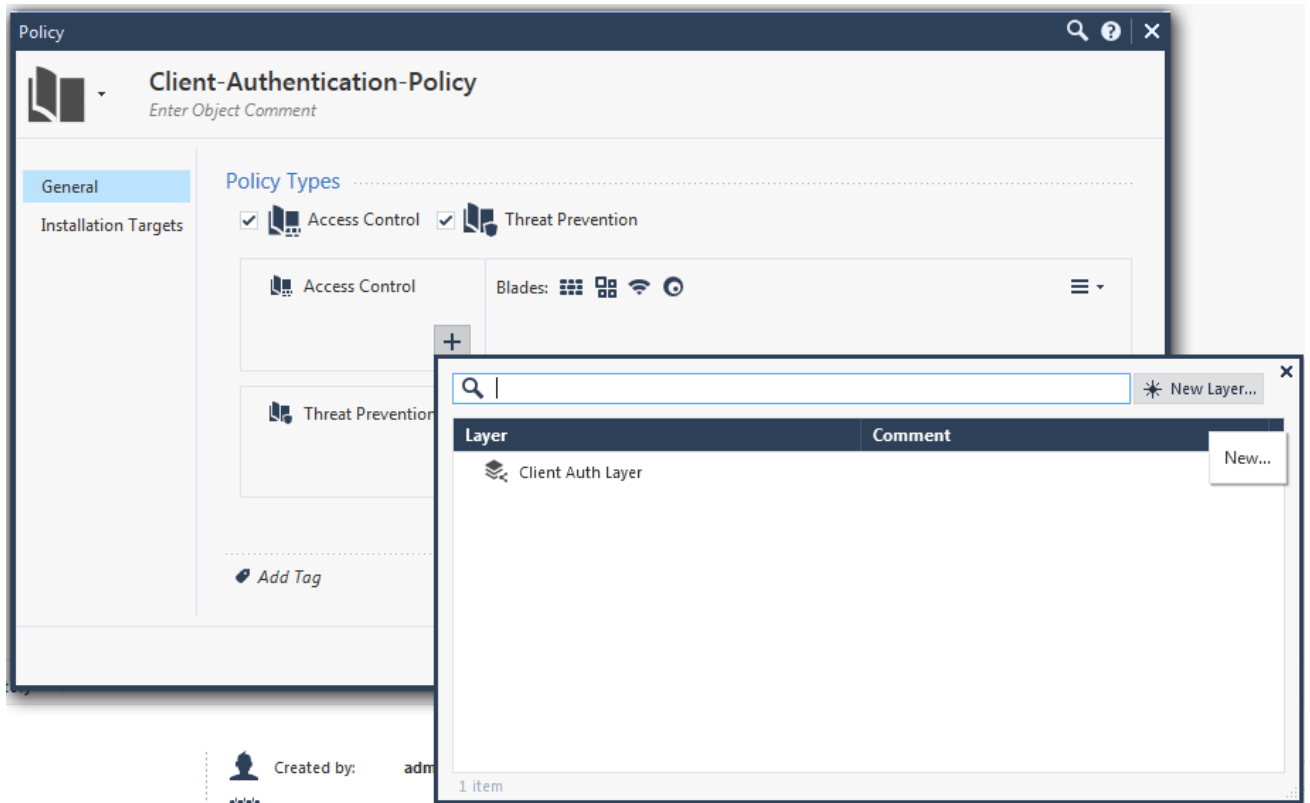 Policy
Client-Authentication-Policy
Enter Object Comment
General
Installation Targets
Policy Types
Access Control
Threat Prevention
Access Control
Blades:
Threat Prevention
New Layer...
Layer
Comment
New...
Client Auth Layer
1 item
Add Tag
Created by:
adm